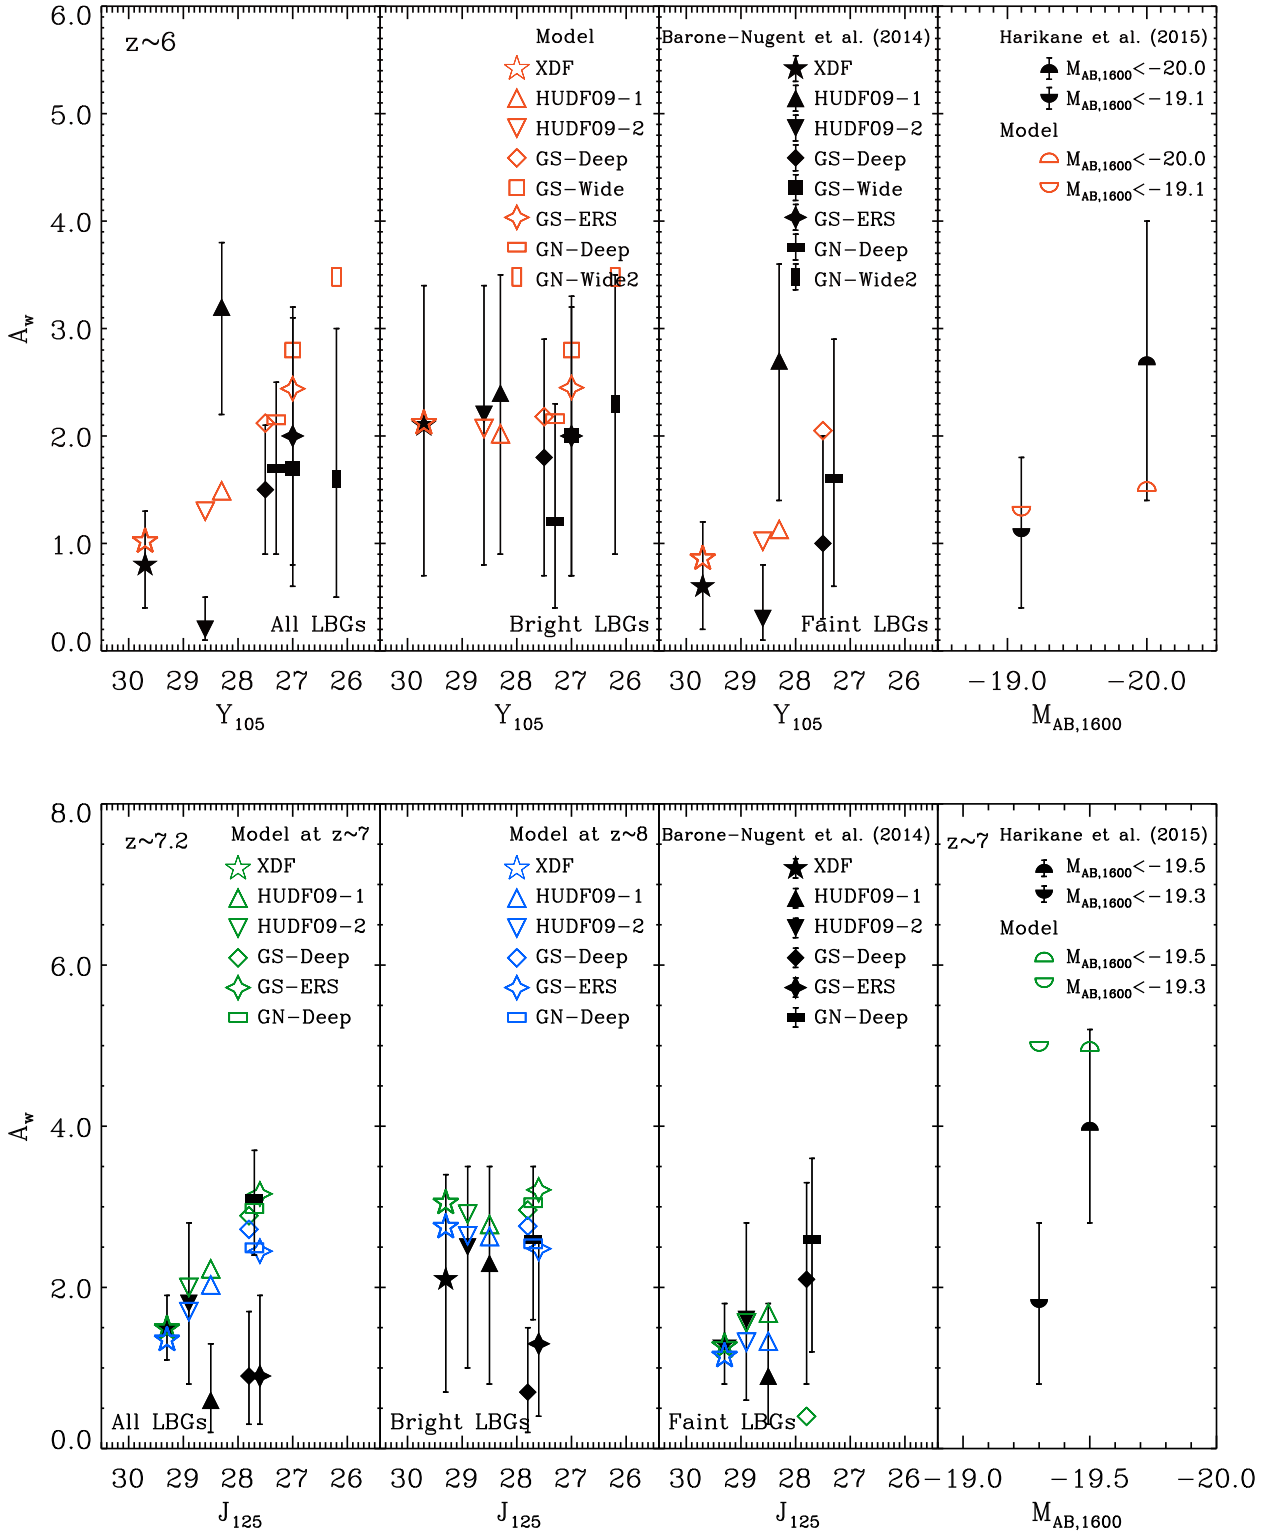 6.0
5.0
4.0
3.0
2.0
1.0
0.0
A_w
z~6
All LBGs
30 29 28 27 26
Y_105
Model
XDF
HUDF09-1
HUDF09-2
GS-Deep
GS-Wide
GS-ERS
GN-Deep
GN-Wide2
Bright LBGs
30 29 28 27 26
Y_105
Barone-Nugent et al. (2014)
XDF
HUDF09-1
HUDF09-2
GS-Deep
GS-Wide
GS-ERS
GN-Deep
GN-Wide2
Faint LBGs
30 29 28 27 26
Y_105
Harikane et al. (2015)
M_AB,1600<-20.0
M_AB,1600<-19.1
Model
M_AB,1600<-20.0
M_AB,1600<-19.1
-19.0 -20.0
M_AB,1600
8.0
6.0
4.0
2.0
0.0
A_w
z~7.2
Model at z~7
XDF
HUDF09-1
HUDF09-2
GS-Deep
GS-ERS
GN-Deep
All LBGs
30 29 28 27 26
J_125
Model at z~8
XDF
HUDF09-1
HUDF09-2
GS-Deep
GS-ERS
GN-Deep
Bright LBGs
30 29 28 27 26
J_125
Barone-Nugent et al. (2014)
XDF
HUDF09-1
HUDF09-2
GS-Deep
GS-ERS
GN-Deep
Faint LBGs
30 29 28 27 26
J_125
z~7 Harikane et al. (2015)
M_AB,1600<-19.5
M_AB,1600<-19.3
Model
M_AB,1600<-19.5
M_AB,1600<-19.3
-19.0 -19.5 -20.0
M_AB,1600